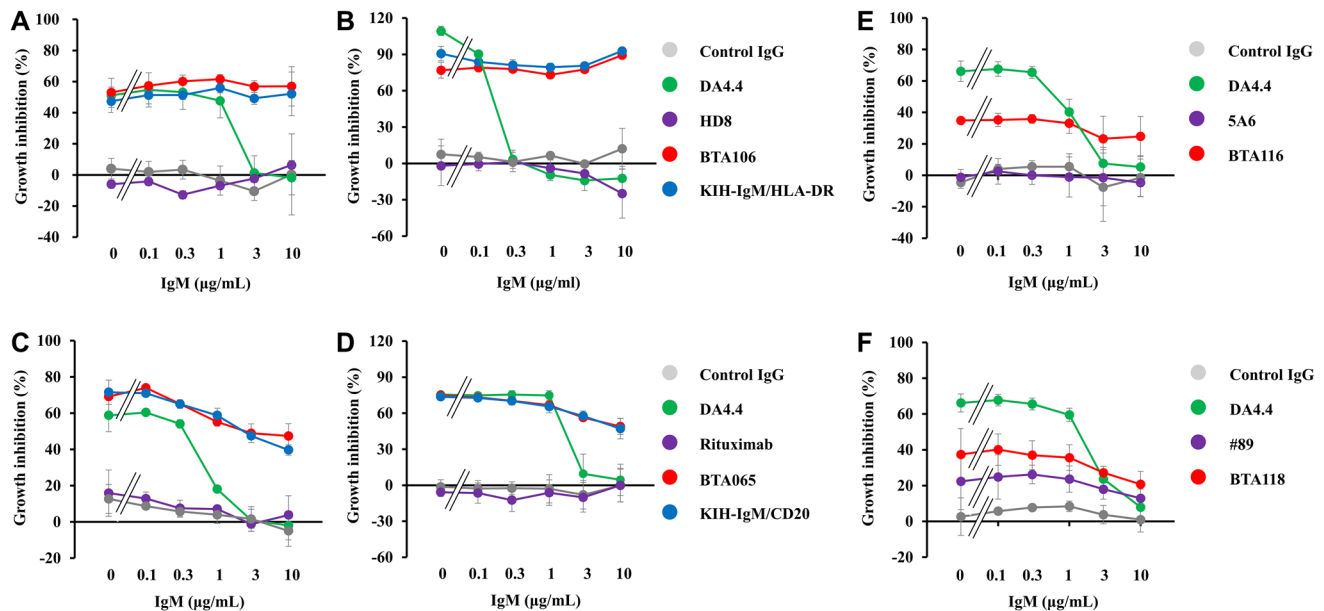 A
Growth inhibition (%)
100
80
60
40
20
0
-20
-40
0 0.1 0.3 1 3 10
IgM (μg/mL)
B
Growth inhibition (%)
120
90
60
30
0
-30
-60
0 0.1 0.3 1 3 10
IgM (μg/ml)
Control IgG
DA4.4
HD8
BTA106
KIH-IgM/HLA-DR
E
Growth inhibition (%)
100
80
60
40
20
0
-20
-40
0 0.1 0.3 1 3 10
IgM (μg/mL)
Control IgG
DA4.4
5A6
BTA116
C
Growth inhibition (%)
100
80
60
40
20
0
-20
0 0.1 0.3 1 3 10
IgM (μg/mL)
D
Growth inhibition (%)
120
90
60
30
0
-30
-60
0 0.1 0.3 1 3 10
IgM (μg/mL)
Control IgG
DA4.4
Rituximab
BTA065
KIH-IgM/CD20
F
Growth inhibition (%)
100
80
60
40
20
0
-20
0 0.1 0.3 1 3 10
IgM (μg/mL)
Control IgG
DA4.4
#89
BTA118